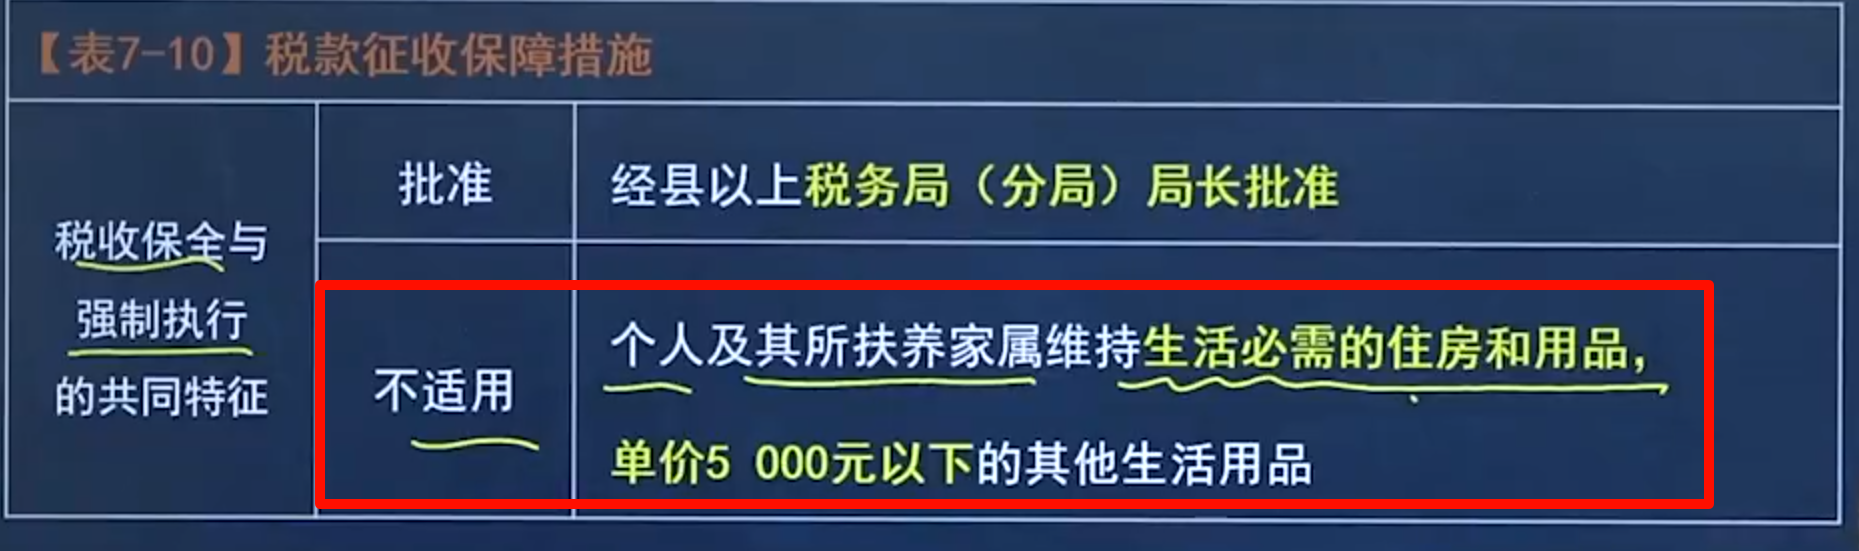 【表7-10】税款征收保障措施
批准
经县以上税务局（分局）局长批准
税收保全与
强制执行
的共同特征
不适用
个人及其所扶养家属维持生活必需的住房和用品，
单价5 000元以下的其他生活用品